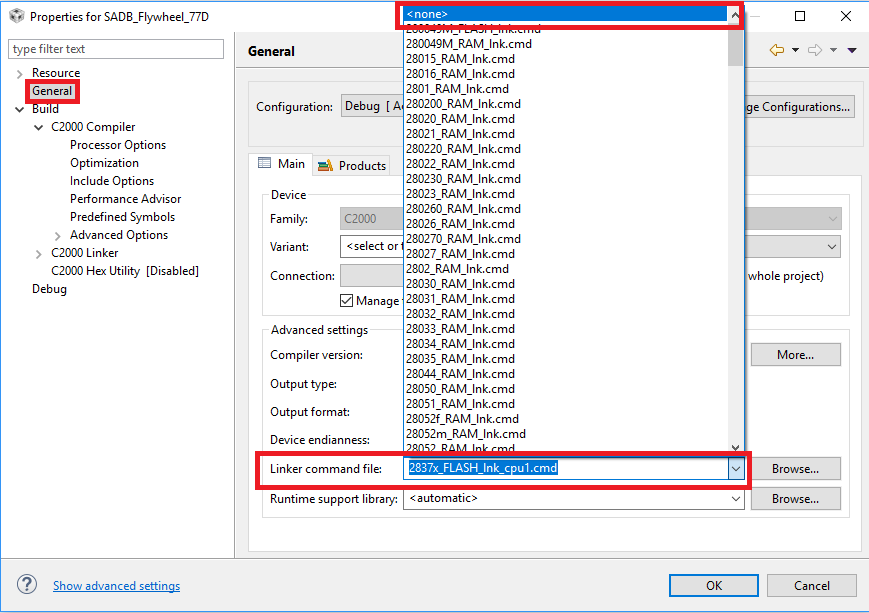 Properties for SADB_Flywheel_77D
type filter text
Resource
General
Build
C2000 Compiler
Processor Options
Optimization
Include Options
Performance Advisor
Predefined Symbols
Advanced Options
C2000 Linker
C2000 Hex Utility [Disabled]
Debug
General
Configuration:
Debug [ A
ge Configurations...
Main
Products
Device
Family:
C2000
Variant:
<select or
Connection:
whole project)
Manage
<none>
280049M_FLASH_lnk.cmd
280049M_RAM_lnk.cmd
28015_RAM_lnk.cmd
28016_RAM_lnk.cmd
2801_RAM_lnk.cmd
280200_RAM_lnk.cmd
28020_RAM_lnk.cmd
28021_RAM_lnk.cmd
280220_RAM_lnk.cmd
28022_RAM_lnk.cmd
280230_RAM_lnk.cmd
28023_RAM_lnk.cmd
280260_RAM_lnk.cmd
28026_RAM_lnk.cmd
280270_RAM_lnk.cmd
28027_RAM_lnk.cmd
2802_RAM_lnk.cmd
28030_RAM_lnk.cmd
28031_RAM_lnk.cmd
28032_RAM_lnk.cmd
28033_RAM_lnk.cmd
28034_RAM_lnk.cmd
28035_RAM_lnk.cmd
28044_RAM_lnk.cmd
28050_RAM_lnk.cmd
28051_RAM_lnk.cmd
28052f_RAM_lnk.cmd
28052m_RAM_lnk.cmd
28052_RAM_lnk.cmd
Advanced settings
Compiler version:
More...
Output type:
Output format:
Device endianness:
Linker command file:
2837x_FLASH_lnk_cpu1.cmd
Browse...
Runtime support library:
<automatic>
Browse...
Show advanced settings
OK
Cancel